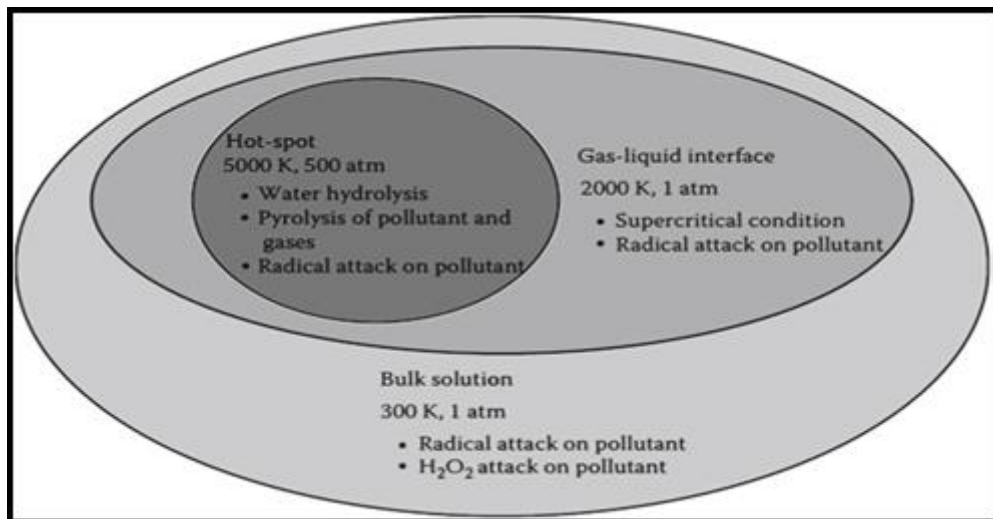 Hot-spot
5000 K, 500 atm
• Water hydrolysis
• Pyrolysis of pollutant and
gases
• Radical attack on pollutant
Gas-liquid interface
2000 K, 1 atm
• Supercritical condition
• Radical attack on pollutant
Bulk solution
300 K, 1 atm
• Radical attack on pollutant
• H₂O₂ attack on pollutant